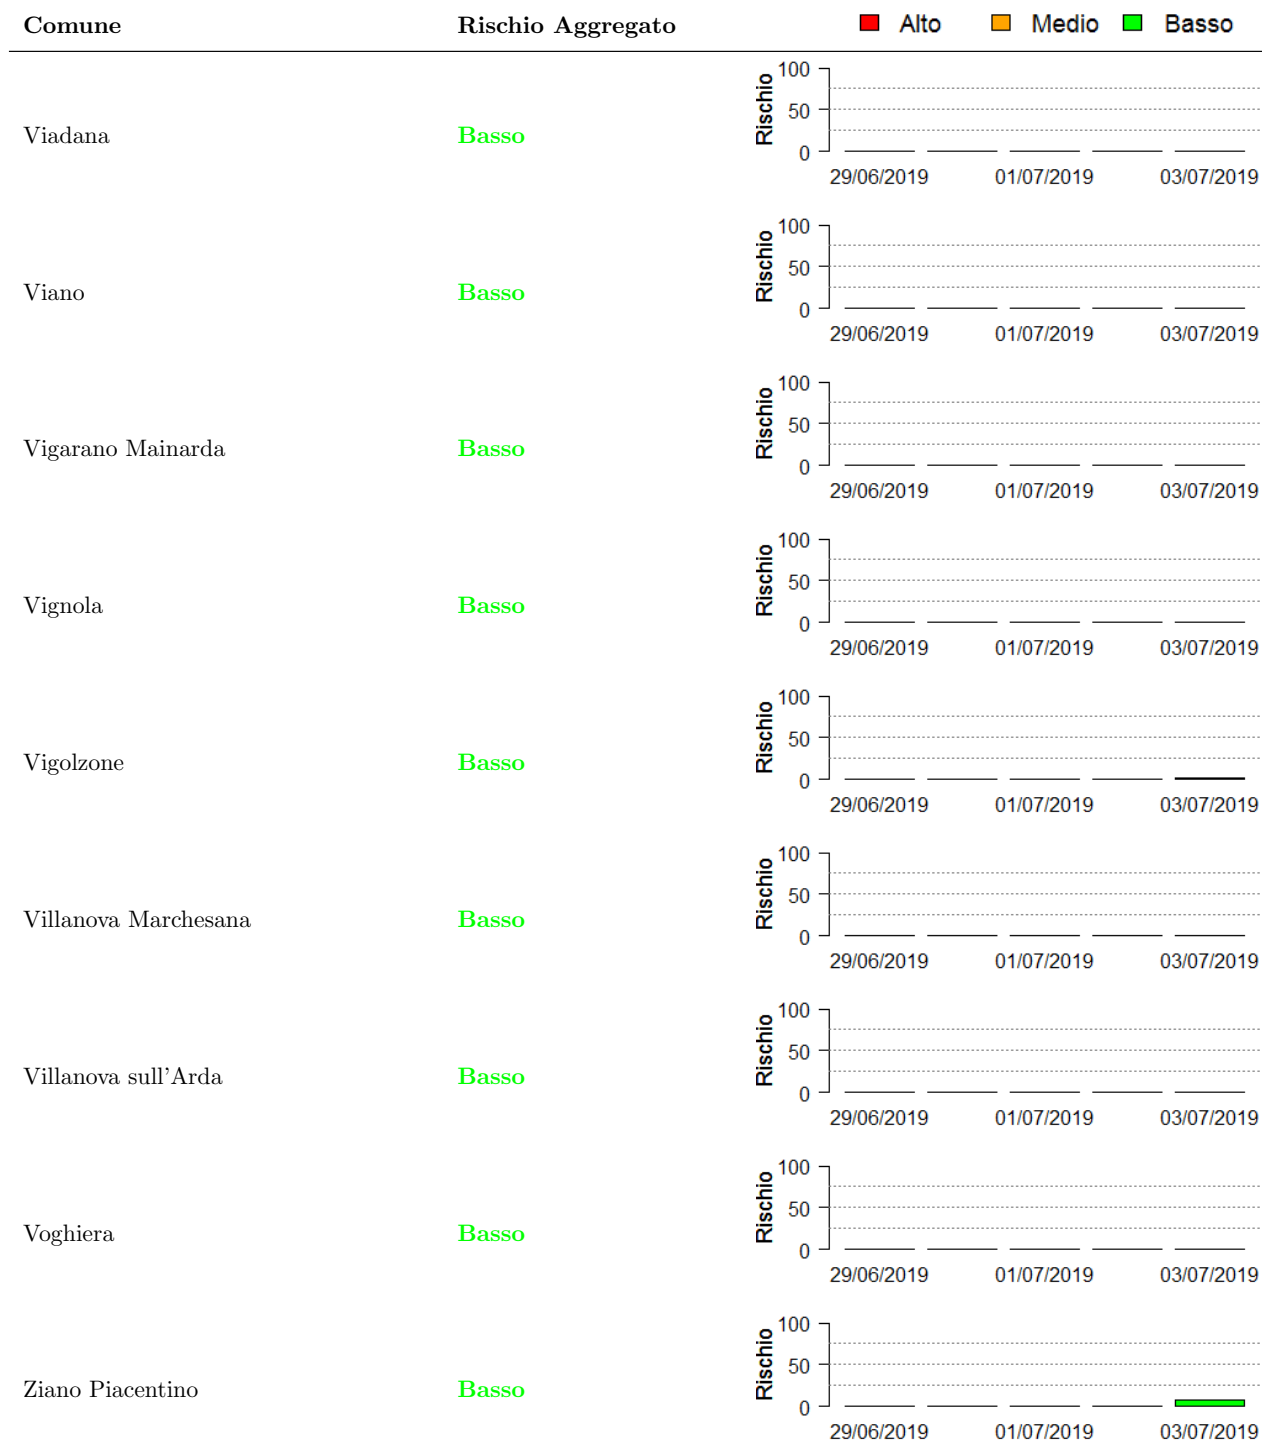 Comune Rischio Aggregato Alto Medio Basso
100
50
0
Rischio
Viadana Basso
29/06/2019 01/07/2019 03/07/2019
100
50
0
Rischio
Viano Basso
29/06/2019 01/07/2019 03/07/2019
100
50
0
Rischio
Vigarano Mainarda Basso
29/06/2019 01/07/2019 03/07/2019
100
50
0
Rischio
Vignola Basso
29/06/2019 01/07/2019 03/07/2019
100
50
0
Rischio
Vigolzone Basso
29/06/2019 01/07/2019 03/07/2019
100
50
0
Rischio
Villanova Marchesana Basso
29/06/2019 01/07/2019 03/07/2019
100
50
0
Rischio
Villanova sull'Arda Basso
29/06/2019 01/07/2019 03/07/2019
100
50
0
Rischio
Voghiera Basso
29/06/2019 01/07/2019 03/07/2019
100
50
0
Rischio
Ziano Piacentino Basso
29/06/2019 01/07/2019 03/07/2019